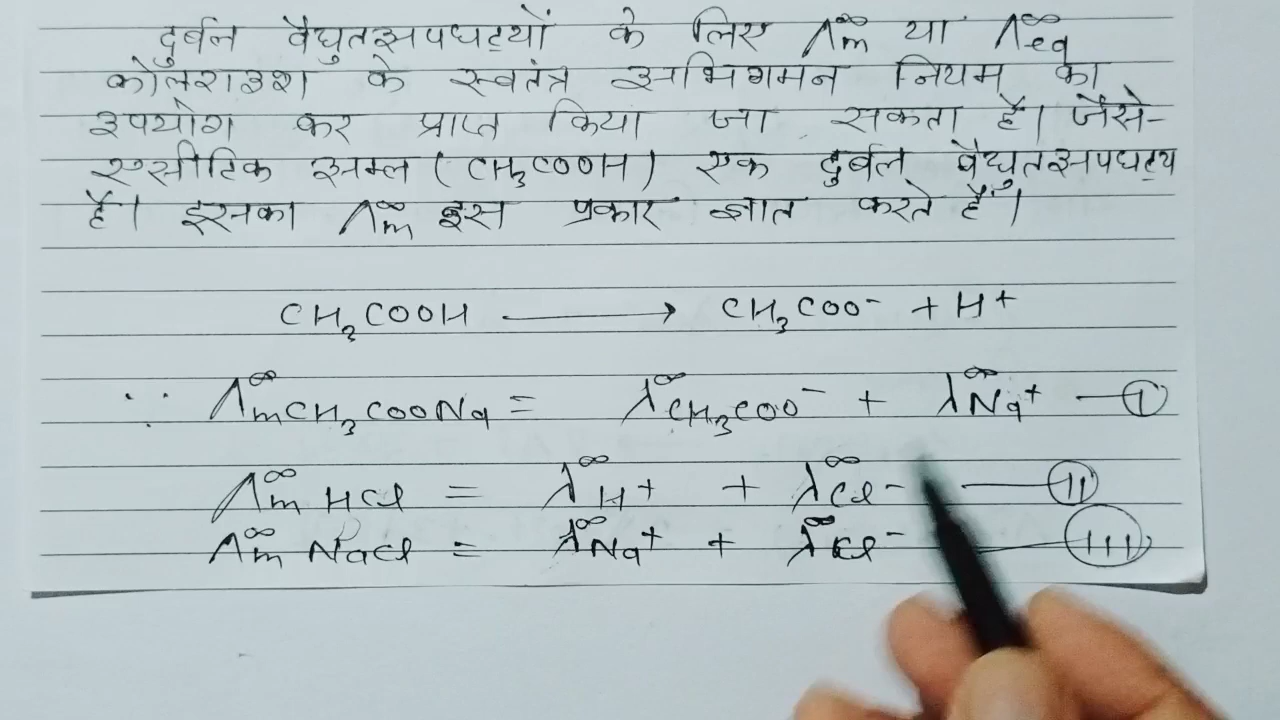 दुर्बल वैद्युतअपघट्यों के लिए Λ∞m या Λ∞eq
कोलराउश के स्वतंत्र अभिगमन नियम का
उपयोग कर प्राप्त किया जा सकता है। जैसे-
एसीटिक अम्ल (CH₃COOH) एक दुर्बल वैद्युतअपघट्य
है। इसका Λ∞m इस प्रकार ज्ञात करते हैं।
CH₃COOH ⟶ CH₃COO⁻ + H⁺
∵ Λ∞m CH₃COONa = λ∞CH₃COO⁻ + λ∞Na⁺ —Ⓘ
Λ∞m HCl = λ∞H⁺ + λ∞Cl⁻ —(II)
Λ∞m NaCl = λ∞Na⁺ + λ∞Cl⁻ —(III)